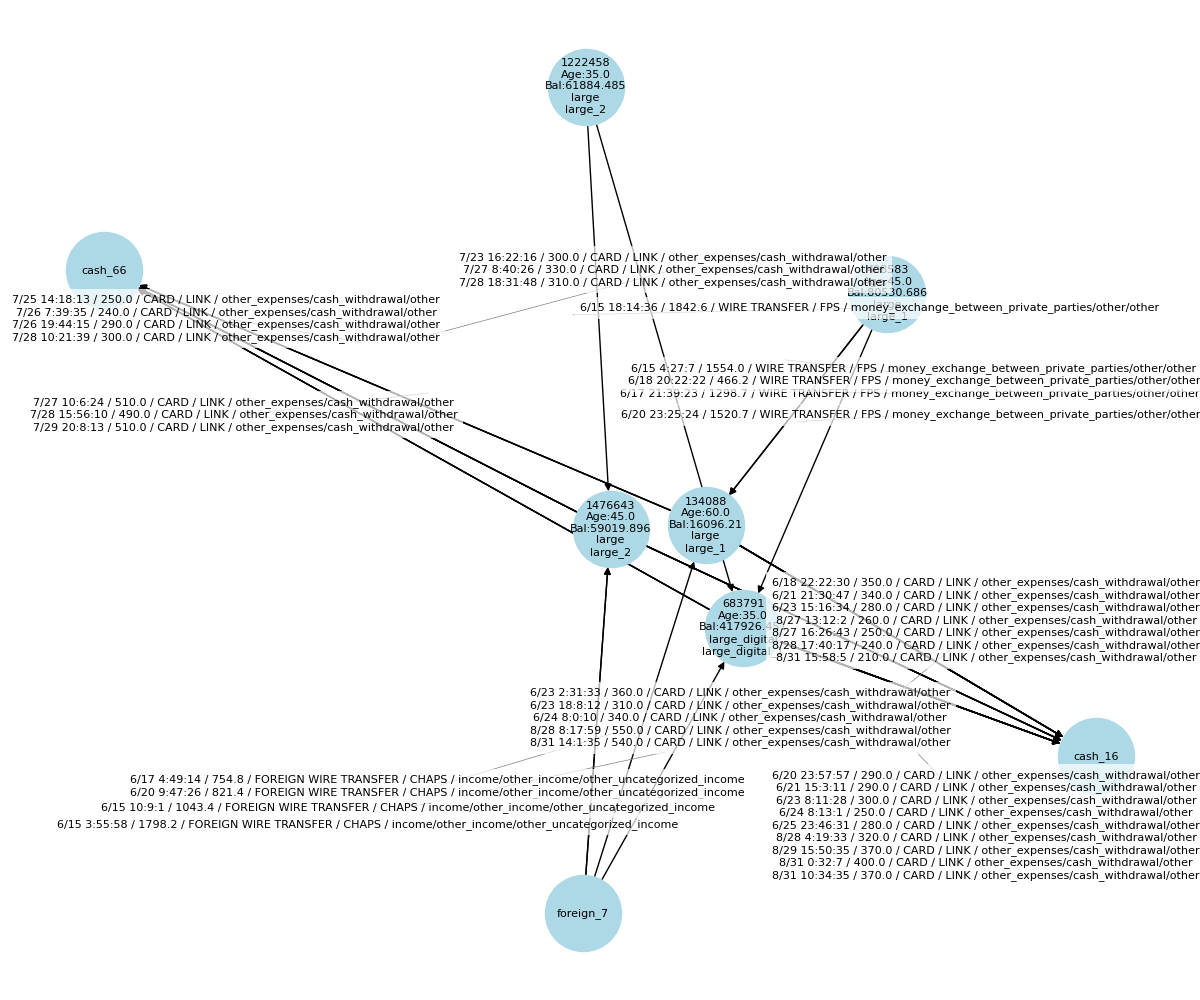 1222458
Age:35.0
Bal:61884.485
large
large_2
cash_66
7/23 16:22:16 / 300.0 / CARD / LINK / other_expenses/cash_withdrawal/other
7/27 8:40:26 / 330.0 / CARD / LINK / other_expenses/cash_withdrawal/other
7/28 18:31:48 / 310.0 / CARD / LINK / other_expenses/cash_withdrawal/other
Bal:80530.686
large_1
7/25 14:18:13 / 250.0 / CARD / LINK / other_expenses/cash_withdrawal/other
7/26 7:39:35 / 240.0 / CARD / LINK / other_expenses/cash_withdrawal/other
7/26 19:44:15 / 290.0 / CARD / LINK / other_expenses/cash_withdrawal/other
7/28 10:21:39 / 300.0 / CARD / LINK / other_expenses/cash_withdrawal/other
6/15 18:14:36 / 1842.6 / WIRE TRANSFER / FPS / money_exchange_between_private_parties/other/other
6/15 4:27:7 / 1554.0 / WIRE TRANSFER / FPS / money_exchange_between_private_parties/other/other
6/18 20:22:22 / 466.2 / WIRE TRANSFER / FPS / money_exchange_between_private_parties/other/other
6/17 21:39:23 / 1298.7 / WIRE TRANSFER / FPS / money_exchange_between_private_parties/other/other
6/20 23:25:24 / 1520.7 / WIRE TRANSFER / FPS / money_exchange_between_private_parties/other/other
7/27 10:6:24 / 510.0 / CARD / LINK / other_expenses/cash_withdrawal/other
7/28 15:56:10 / 490.0 / CARD / LINK / other_expenses/cash_withdrawal/other
7/29 20:8:13 / 510.0 / CARD / LINK / other_expenses/cash_withdrawal/other
1476643
Age:45.0
Bal:59019.896
large
large_2
134088
Age:60.0
Bal:16096.21
large
large_1
683791
Age:35.0
large_digital
6/18 22:22:30 / 350.0 / CARD / LINK / other_expenses/cash_withdrawal/other
6/21 21:30:47 / 340.0 / CARD / LINK / other_expenses/cash_withdrawal/other
6/23 15:16:34 / 280.0 / CARD / LINK / other_expenses/cash_withdrawal/other
8/27 13:12:2 / 260.0 / CARD / LINK / other_expenses/cash_withdrawal/other
8/27 16:26:43 / 250.0 / CARD / LINK / other_expenses/cash_withdrawal/other
8/28 17:40:17 / 240.0 / CARD / LINK / other_expenses/cash_withdrawal/other
8/31 15:58:5 / 210.0 / CARD / LINK / other_expenses/cash_withdrawal/other
6/23 2:31:33 / 360.0 / CARD / LINK / other_expenses/cash_withdrawal/other
6/23 18:8:12 / 310.0 / CARD / LINK / other_expenses/cash_withdrawal/other
6/24 8:0:10 / 340.0 / CARD / LINK / other_expenses/cash_withdrawal/other
8/28 8:17:59 / 550.0 / CARD / LINK / other_expenses/cash_withdrawal/other
8/31 14:1:35 / 540.0 / CARD / LINK / other_expenses/cash_withdrawal/other
cash_16
6/17 4:49:14 / 754.8 / FOREIGN WIRE TRANSFER / CHAPS / income/other_income/other_uncategorized_income
6/20 9:47:26 / 821.4 / FOREIGN WIRE TRANSFER / CHAPS / income/other_income/other_uncategorized_income
6/15 10:9:1 / 1043.4 / FOREIGN WIRE TRANSFER / CHAPS / income/other_income/other_uncategorized_income
6/15 3:55:58 / 1798.2 / FOREIGN WIRE TRANSFER / CHAPS / income/other_income/other_uncategorized_income
6/20 23:57:57 / 290.0 / CARD / LINK / other_expenses/cash_withdrawal/other
6/21 15:3:11 / 290.0 / CARD / LINK / other_expenses/cash_withdrawal/other
6/23 8:11:28 / 300.0 / CARD / LINK / other_expenses/cash_withdrawal/other
6/24 8:13:1 / 250.0 / CARD / LINK / other_expenses/cash_withdrawal/other
6/25 23:46:31 / 280.0 / CARD / LINK / other_expenses/cash_withdrawal/other
8/28 4:19:33 / 320.0 / CARD / LINK / other_expenses/cash_withdrawal/other
8/29 15:50:35 / 370.0 / CARD / LINK / other_expenses/cash_withdrawal/other
8/31 0:32:7 / 400.0 / CARD / LINK / other_expenses/cash_withdrawal/other
8/31 10:34:35 / 370.0 / CARD / LINK / other_expenses/cash_withdrawal/other
foreign_7